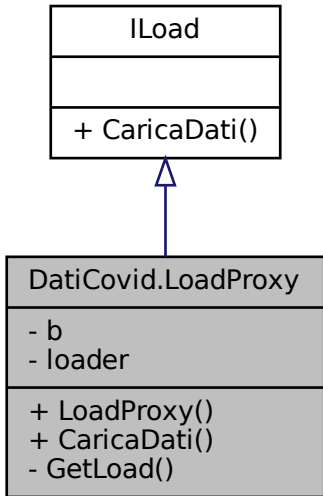 ILoad
+ CaricaDati()
DatiCovid.LoadProxy
- b
- loader
+ LoadProxy()
+ CaricaDati()
- GetLoad()